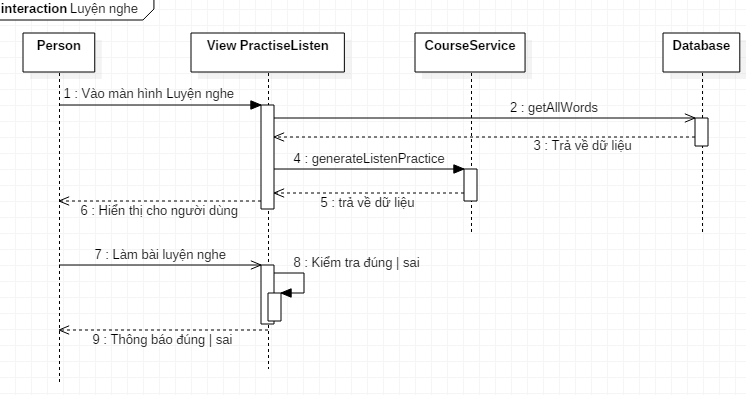 interaction Luyện nghe
Person
View PractiseListen
CourseService
Database
1 : Vào màn hình Luyện nghe
2 : getAllWords
3 : Trả về dữ liệu
4 : generateListenPractice
5 : trả về dữ liệu
6 : Hiển thị cho người dùng
7 : Làm bài luyện nghe
8 : Kiểm tra đúng | sai
9 : Thông báo đúng | sai